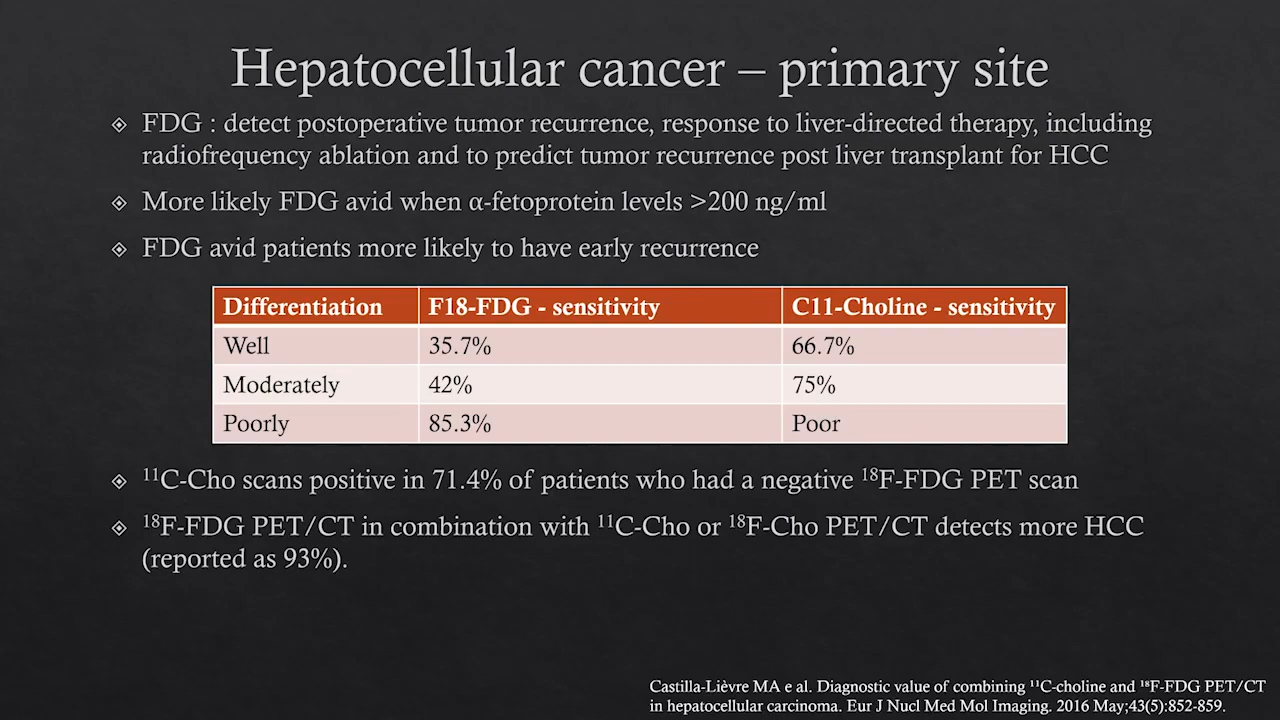 Hepatocellular cancer – primary site
FDG : detect postoperative tumor recurrence, response to liver-directed therapy, including
radiofrequency ablation and to predict tumor recurrence post liver transplant for HCC
More likely FDG avid when α-fetoprotein levels >200 ng/ml
FDG avid patients more likely to have early recurrence
Differentiation F18-FDG - sensitivity C11-Choline - sensitivity
Well 35.7% 66.7%
Moderately 42% 75%
Poorly 85.3% Poor
¹¹C-Cho scans positive in 71.4% of patients who had a negative ¹⁸F-FDG PET scan
¹⁸F-FDG PET/CT in combination with ¹¹C-Cho or ¹⁸F-Cho PET/CT detects more HCC
(reported as 93%).
Castilla-Lièvre MA e al. Diagnostic value of combining ¹¹C-choline and ¹⁸F-FDG PET/CT
in hepatocellular carcinoma. Eur J Nucl Med Mol Imaging. 2016 May;43(5):852-859.